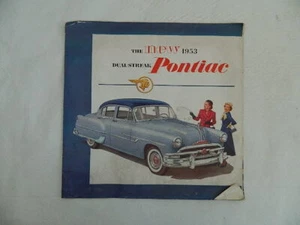 THE new 1953
DUAL-STREAK Pontiac